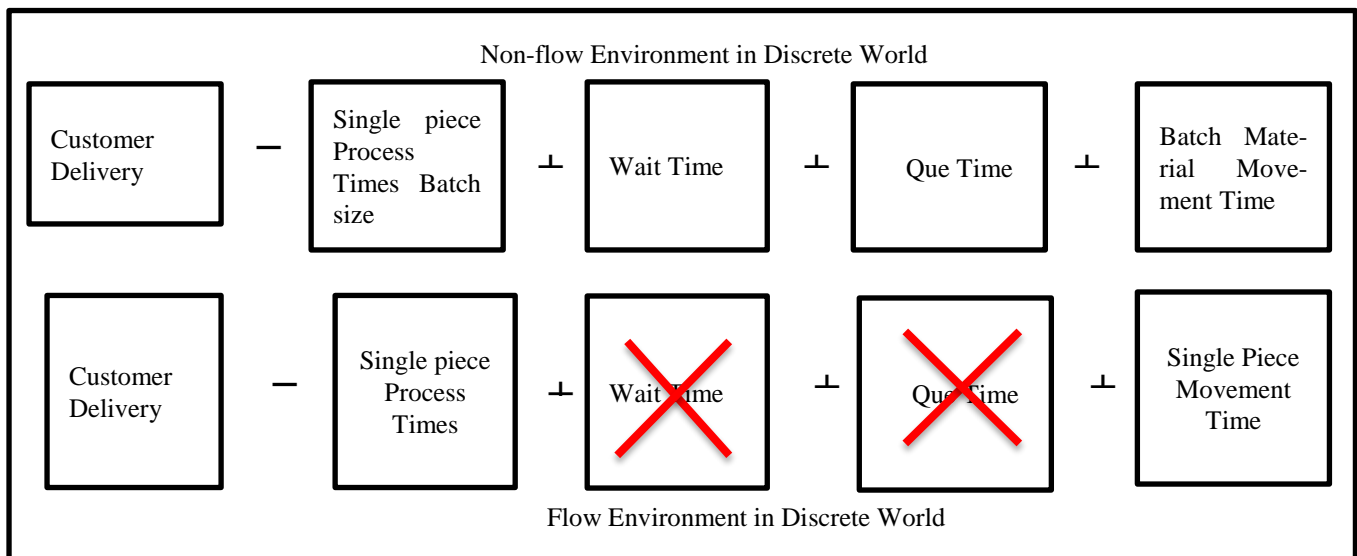 Non-flow Environment in Discrete World
Customer
Delivery
–
Single piece
Process
Times Batch
size
+
Wait Time
+
Que Time
+
Batch Mate-
rial Move-
ment Time
Customer
Delivery
–
Single piece
Process
Times
+
Wait Time
+
Que Time
+
Single Piece
Movement
Time
Flow Environment in Discrete World